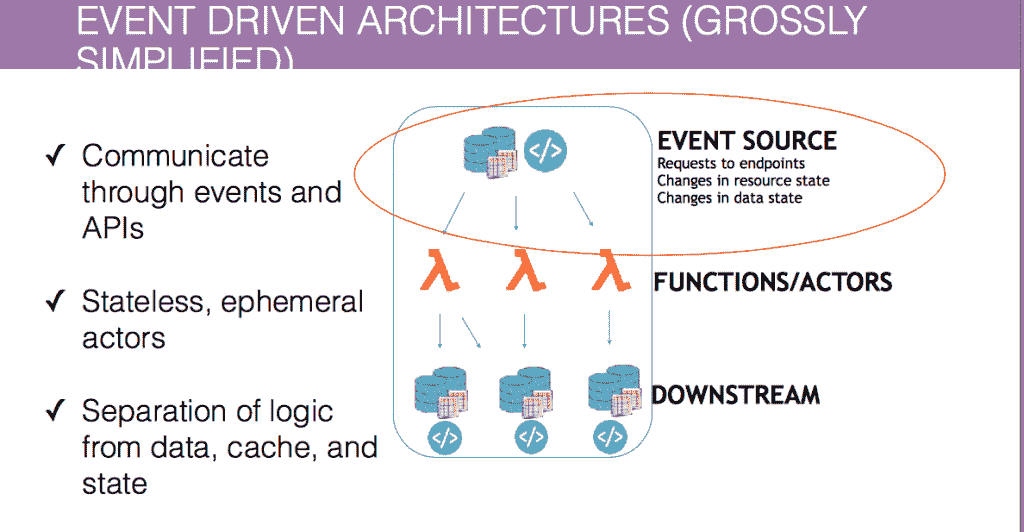 EVENT DRIVEN ARCHITECTURES (GROSSLY
SIMPLIFIED)
✓ Communicate
through events and
APIs
✓ Stateless, ephemeral
actors
✓ Separation of logic
from data, cache, and
state
</>
EVENT SOURCE
Requests to endpoints
Changes in resource state
Changes in data state
λ λ λ
FUNCTIONS/ACTORS
DOWNSTREAM
</> </> </>